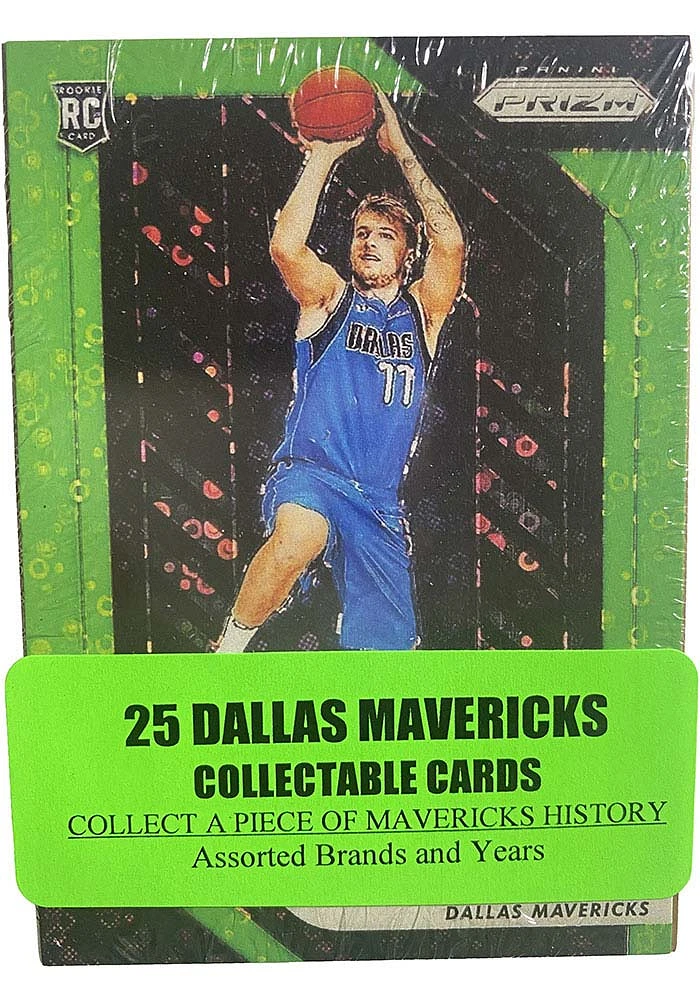 ROOKIE
RC
CARD
PANINI
PRIZM
DALLAS
77
25 DALLAS MAVERICKS
COLLECTABLE CARDS
COLLECT A PIECE OF MAVERICKS HISTORY
Assorted Brands and Years
DALLAS MAVERICKS